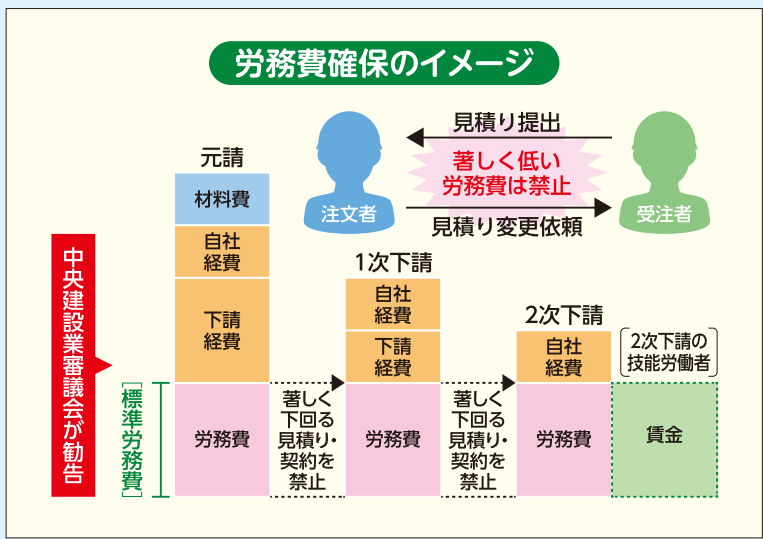 労務費確保のイメージ
見積り提出
著しく低い
労務費は禁止
注文者
受注者
見積り変更依頼
元請
材料費
自社
経費
下請
経費
労務費
1次下請
自社
経費
下請
経費
労務費
2次下請
自社
経費
労務費
[2次下請の
技能労働者]
賃金
中央建設業審議会が勧告
[標準労務費]
著しく
下回る
見積り・
契約を
禁止
著しく
下回る
見積り・
契約を
禁止